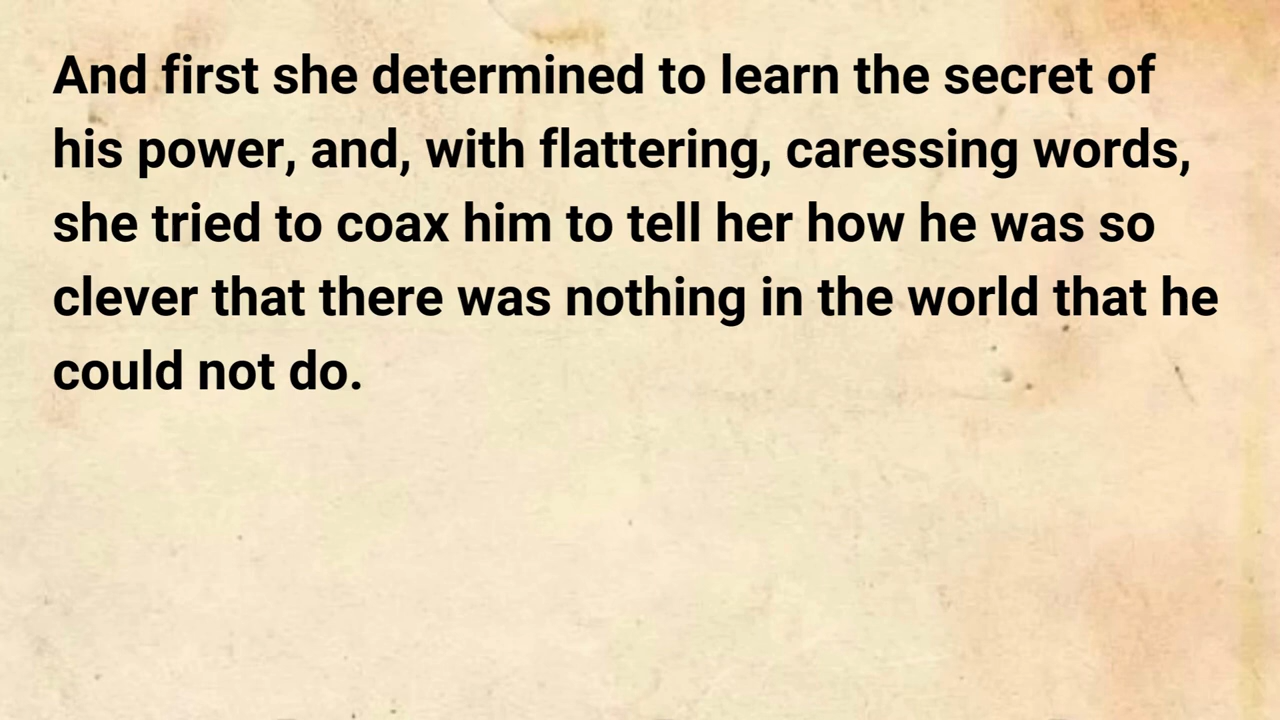 And first she determined to learn the secret of
his power, and, with flattering, caressing words,
she tried to coax him to tell her how he was so
clever that there was nothing in the world that he
could not do.